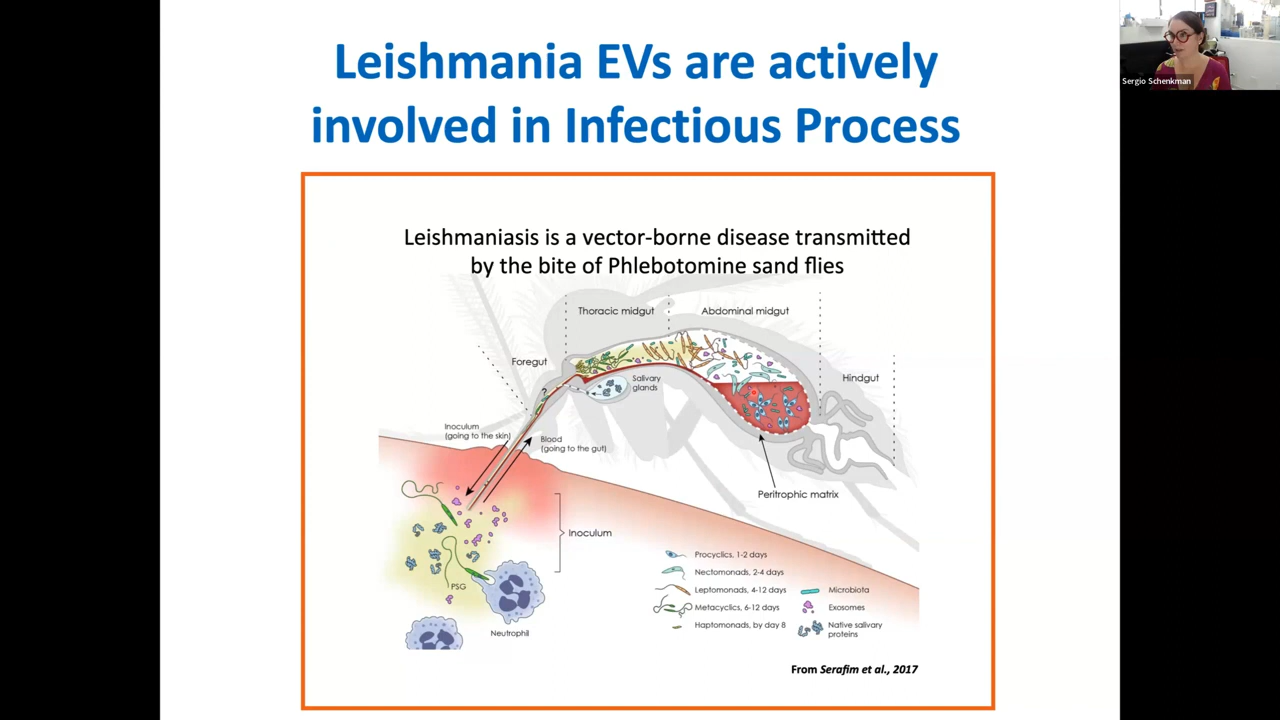 Leishmania EVs are actively
involved in Infectious Process
Sergio Schenkman
Leishmaniasis is a vector-borne disease transmitted
by the bite of Phlebotomine sand flies
Thoracic midgut
Abdominal midgut
Foregut
Hindgut
Salivary
glands
?
Inoculum
(going to the skin)
Blood
(going to the gut)
Peritrophic matrix
Inoculum
PSG
Neutrophil
Procyclics, 1-2 days
Nectomonads, 2-4 days
Leptomonads, 4-12 days
Metacyclics, 6-12 days
Haptomonads, by day 8
Microbiota
Exosomes
Native salivary
proteins
From Serafim et al., 2017